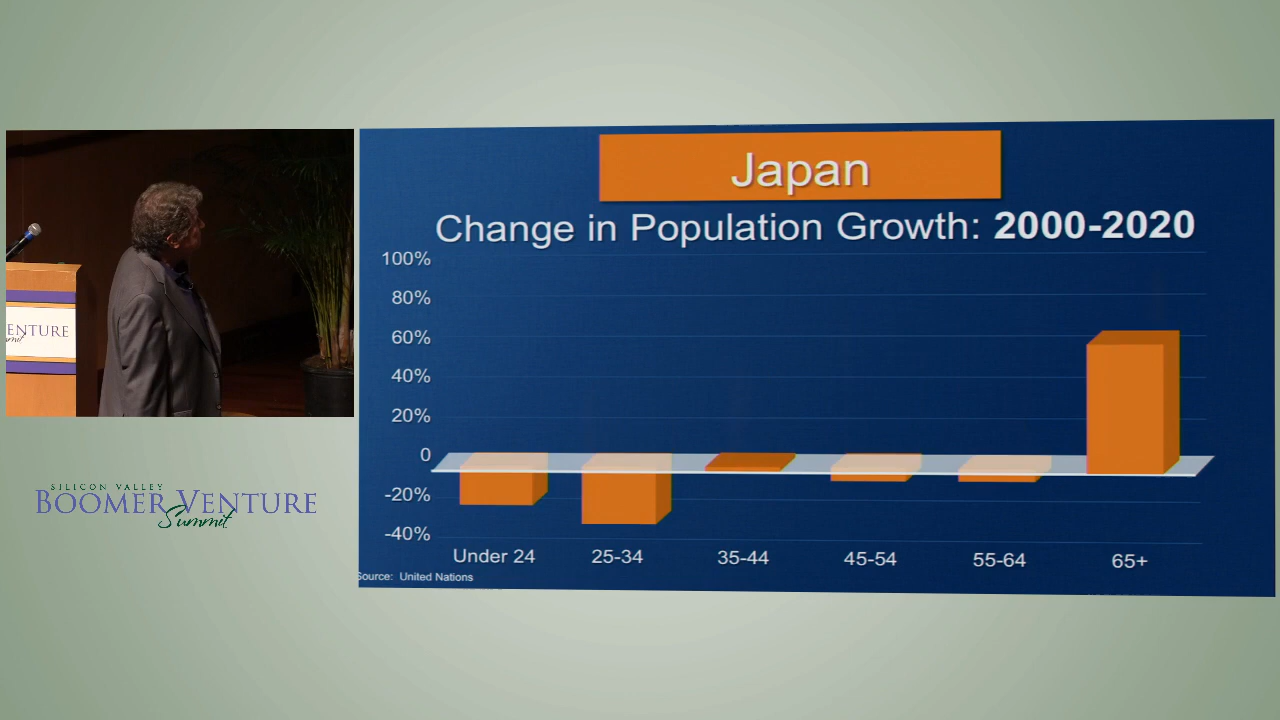 Japan
Change in Population Growth: 2000-2020
100%
80%
60%
40%
20%
0
-20%
-40%
Under 24 25-34 35-44 45-54 55-64 65+
Source: United Nations
ENTURE
mit
SILICON VALLEY
BOOMER VENTURE
Summit